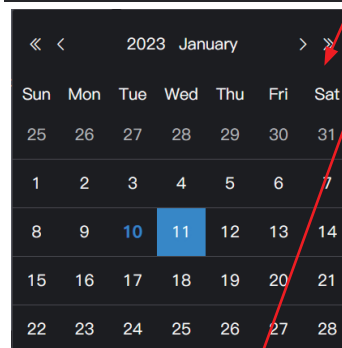 « < 2023 January > »
Sun Mon Tue Wed Thu Fri Sat
25 26 27 28 29 30 31
1 2 3 4 5 6 7
8 9 10 11 12 13 14
15 16 17 18 19 20 21
22 23 24 25 26 27 28